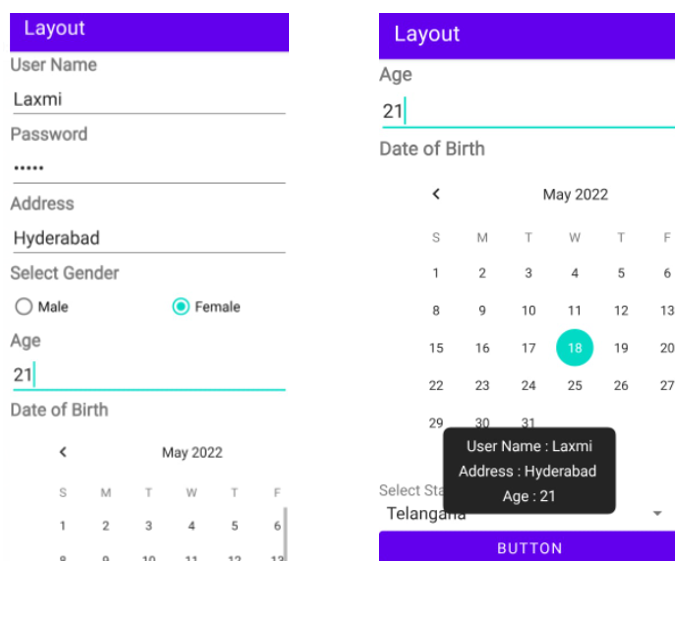 Layout
User Name
Laxmi
Password
•••••
Address
Hyderabad
Select Gender
Male Female
Age
21
Date of Birth
May 2022
S M T W T F
1 2 3 4 5 6
8 9 10 11 12 13
Layout
Age
21
Date of Birth
May 2022
S M T W T F
1 2 3 4 5 6
8 9 10 11 12 13
15 16 17 18 19 20
22 23 24 25 26 27
29 30 31
User Name : Laxmi
Address : Hyderabad
Age : 21
Select Sta
Telangana
BUTTON